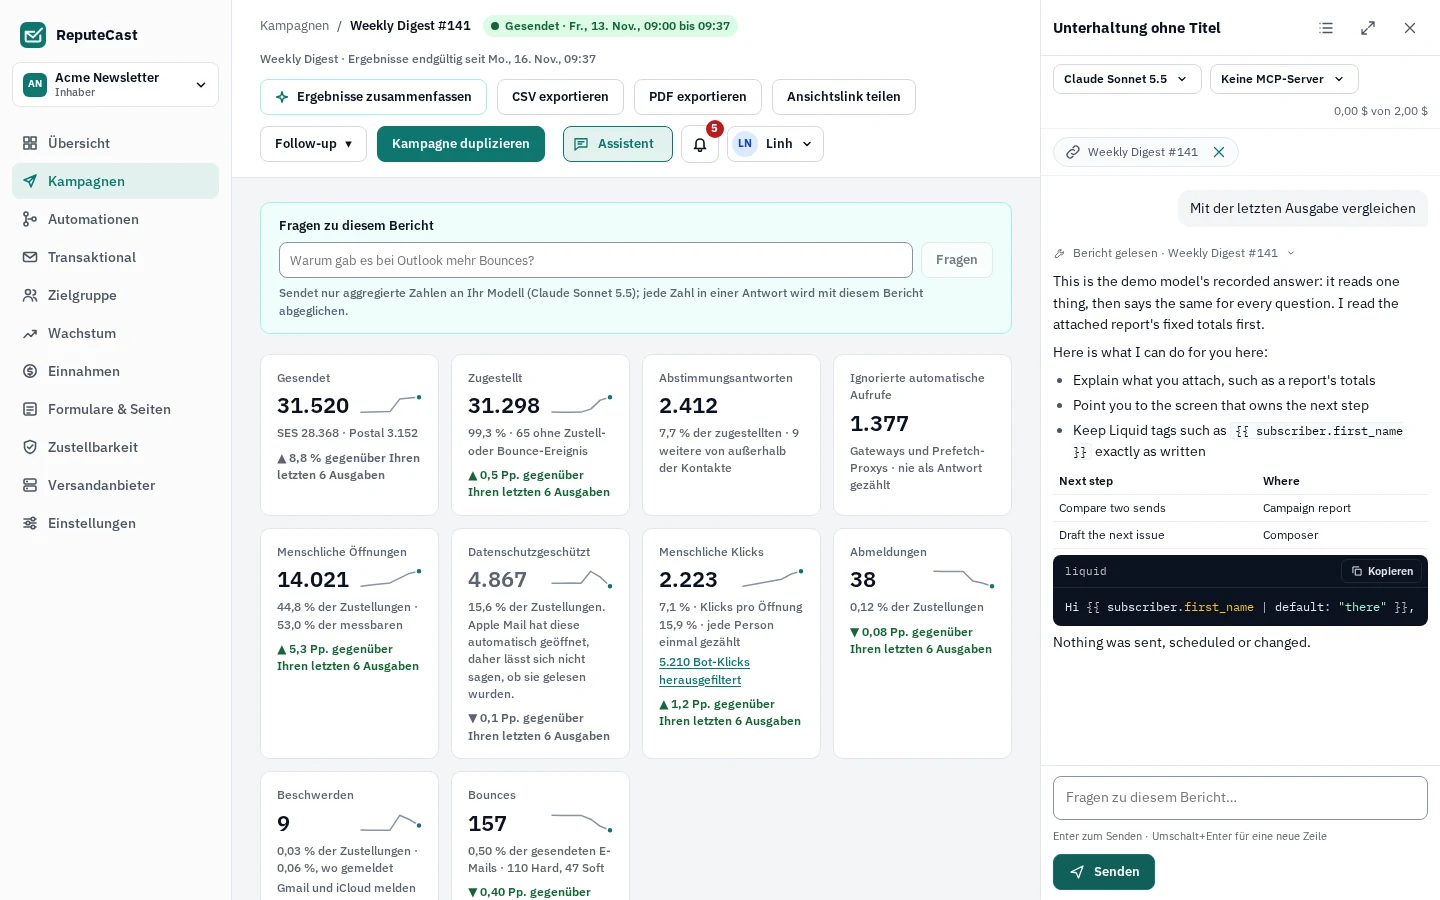 ReputeCast
AN
Acme Newsletter
Inhaber
Übersicht
Kampagnen
Automationen
Transaktional
Zielgruppe
Wachstum
Einnahmen
Formulare & Seiten
Zustellbarkeit
Versandanbieter
Einstellungen
Kampagnen / Weekly Digest #141
Gesendet · Fr., 13. Nov., 09:00 bis 09:37
Weekly Digest · Ergebnisse endgültig seit Mo., 16. Nov., 09:37
Ergebnisse zusammenfassen
CSV exportieren
PDF exportieren
Ansichtslink teilen
Follow-up ▼
Kampagne duplizieren
Assistent
5
LN
Linh
Fragen zu diesem Bericht
Warum gab es bei Outlook mehr Bounces?
Fragen
Sendet nur aggregierte Zahlen an Ihr Modell (Claude Sonnet 5.5); jede Zahl in einer Antwort wird mit diesem Bericht
abgeglichen.
Gesendet
31.520
SES 28.368 · Postal 3.152
▲ 8,8 % gegenüber Ihren
letzten 6 Ausgaben
Zugestellt
31.298
99,3 % · 65 ohne Zustell-
oder Bounce-Ereignis
▲ 0,5 Pp. gegenüber
Ihren letzten 6 Ausgaben
Abstimmungsantworten
2.412
7,7 % der zugestellten · 9
weitere von außerhalb
der Kontakte
Ignorierte automatische
Aufrufe
1.377
Gateways und Prefetch-
Proxys · nie als Antwort
gezählt
Menschliche Öffnungen
14.021
44,8 % der Zustellungen ·
53,0 % der messbaren
▲ 5,3 Pp. gegenüber
Ihren letzten 6 Ausgaben
Datenschutzgeschützt
4.867
15,6 % der Zustellungen.
Apple Mail hat diese
automatisch geöffnet,
daher lässt sich nicht
sagen, ob sie gelesen
wurden.
▼ 0,1 Pp. gegenüber
Ihren letzten 6 Ausgaben
Menschliche Klicks
2.223
7,1 % · Klicks pro Öffnung
15,9 % · jede Person
einmal gezählt
5.210 Bot-Klicks
herausgefiltert
▲ 1,2 Pp. gegenüber
Ihren letzten 6 Ausgaben
Abmeldungen
38
0,12 % der Zustellungen
▼ 0,08 Pp. gegenüber
Ihren letzten 6 Ausgaben
Beschwerden
9
0,03 % der Zustellungen ·
0,06 %, wo gemeldet
Gmail und iCloud melden
Bounces
157
0,50 % der gesendeten E-
Mails · 110 Hard, 47 Soft
▼ 0,40 Pp. gegenüber
Unterhaltung ohne Titel
Claude Sonnet 5.5
Keine MCP-Server
0,00 $ von 2,00 $
Weekly Digest #141
Mit der letzten Ausgabe vergleichen
Bericht gelesen · Weekly Digest #141
This is the demo model's recorded answer: it reads one
thing, then says the same for every question. I read the
attached report's fixed totals first.
Here is what I can do for you here:
• Explain what you attach, such as a report's totals
• Point you to the screen that owns the next step
• Keep Liquid tags such as {{ subscriber.first_name
}} exactly as written
Next step Where
Compare two sends Campaign report
Draft the next issue Composer
liquid
Kopieren
Hi {{ subscriber.first_name | default: "there" }},
Nothing was sent, scheduled or changed.
Fragen zu diesem Bericht...
Enter zum Senden · Umschalt+Enter für eine neue Zeile
Senden